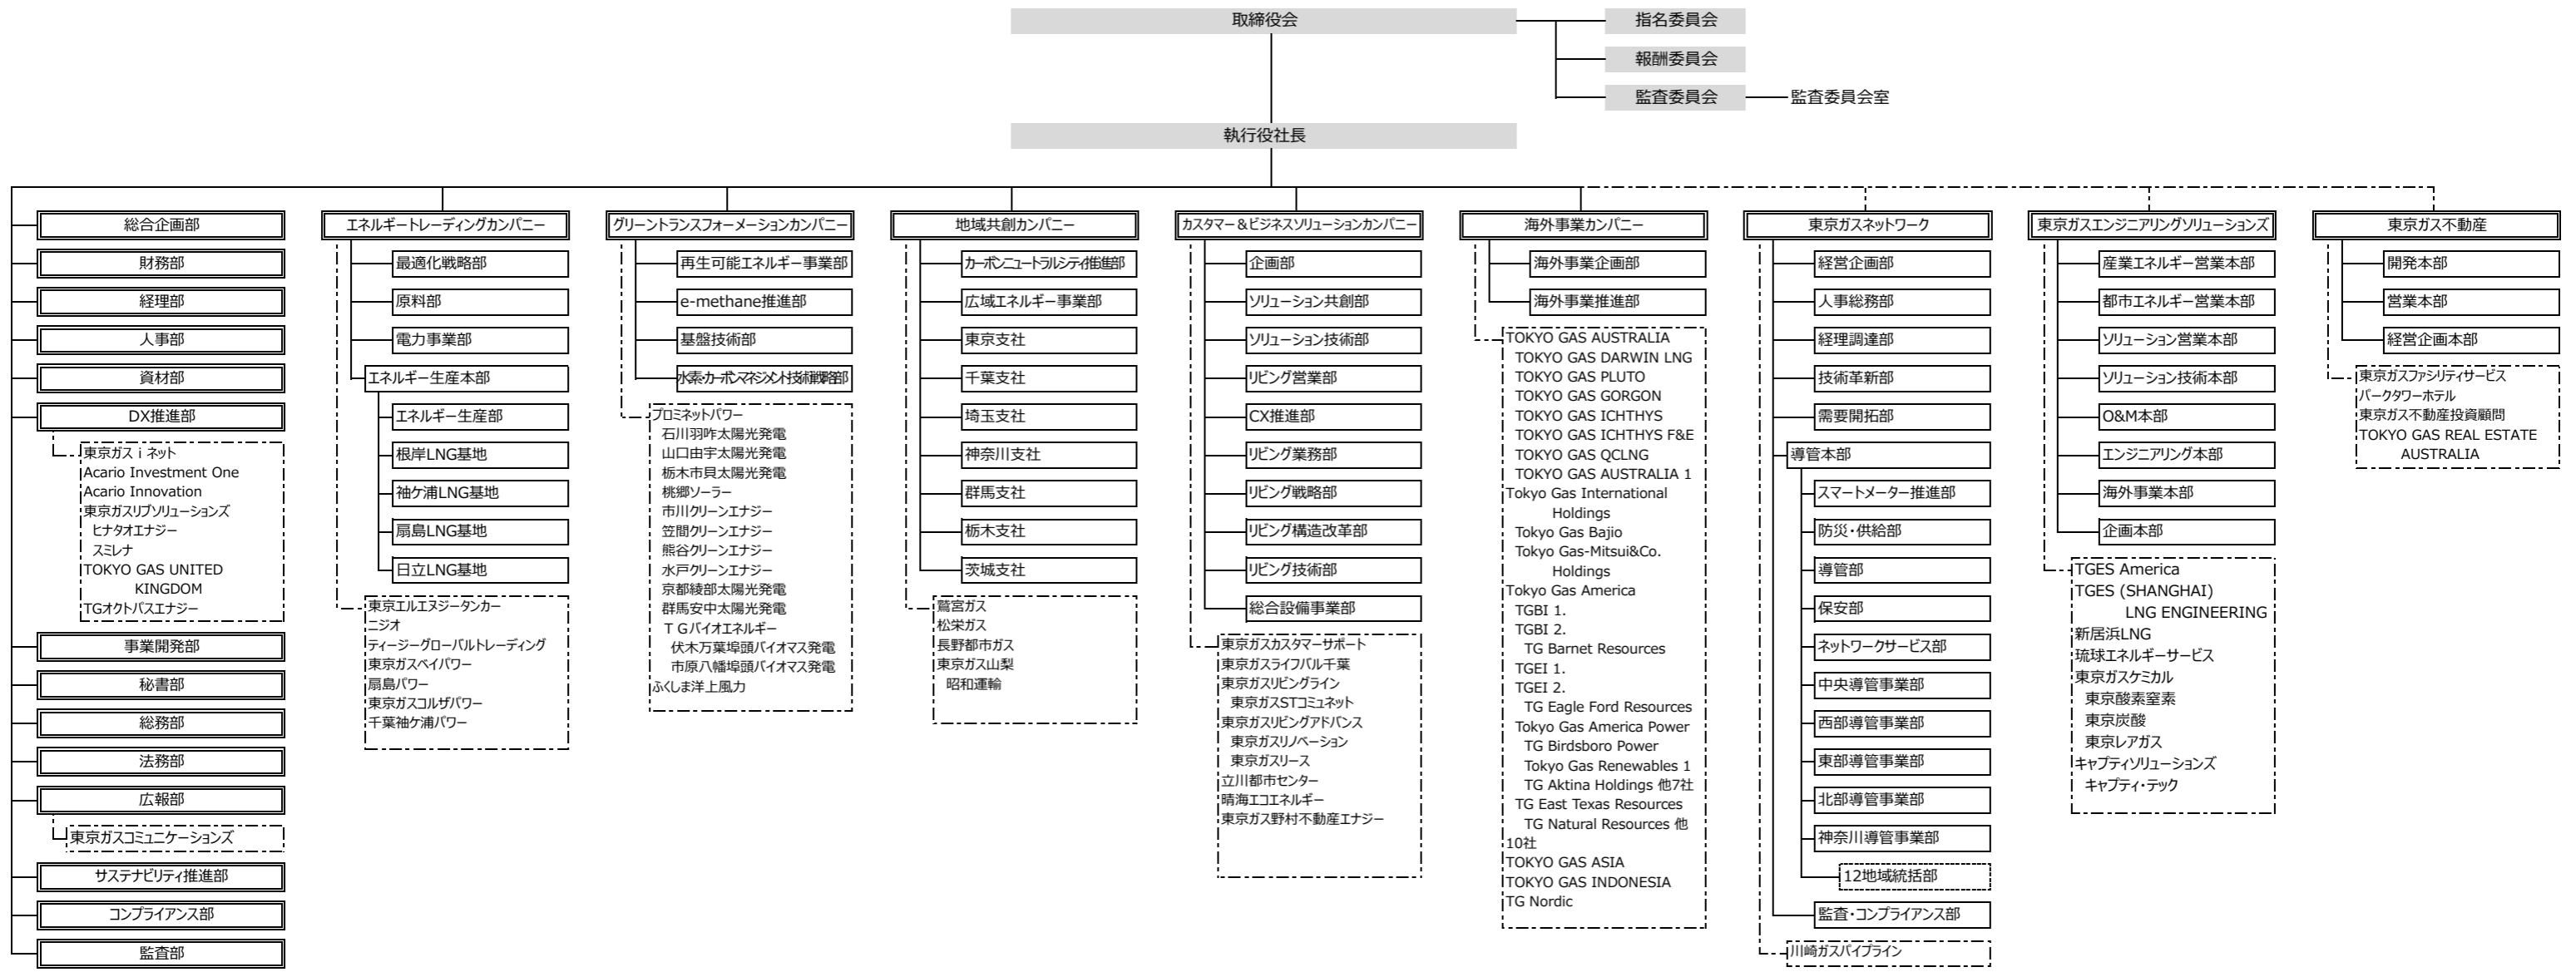 取締役会
指名委員会
報酬委員会
監査委員会
監査委員会室
執行役社長
総合企画部
財務部
経理部
人事部
資材部
DX推進部
東京ガス i ネット
Acario Investment One
Acario Innovation
東京ガスリブソリューションズ
ヒナタオエナジー
スミレナ
TOKYO GAS UNITED
KINGDOM
TGオクトパスエナジー
事業開発部
秘書部
総務部
法務部
広報部
東京ガスコミュニケーションズ
サステナビリティ推進部
コンプライアンス部
監査部
エネルギートレーディングカンパニー
最適化戦略部
原料部
電力事業部
エネルギー生産本部
エネルギー生産部
根岸LNG基地
袖ケ浦LNG基地
扇島LNG基地
日立LNG基地
東京エルエヌジータンカー
ニジオ
ティージーグローバルトレーディング
東京ガスベイパワー
扇島パワー
東京ガスコルザパワー
千葉袖ケ浦パワー
グリーントランスフォーメーションカンパニー
再生可能エネルギー事業部
e-methane推進部
基盤技術部
水素・カーボンマネジメント技術戦略部
プロミネットパワー
石川羽咋太陽光発電
山口由宇太陽光発電
栃木市貝太陽光発電
桃郷ソーラー
市川クリーンエナジー
笠間クリーンエナジー
熊谷クリーンエナジー
水戸クリーンエナジー
京都綾部太陽光発電
群馬安中太陽光発電
ＴＧバイオエネルギー
伏木万葉埠頭バイオマス発電
市原八幡埠頭バイオマス発電
ふくしま洋上風力
地域共創カンパニー
カーボンニュートラルシティ推進部
広域エネルギー事業部
東京支社
千葉支社
埼玉支社
神奈川支社
群馬支社
栃木支社
茨城支社
鷲宮ガス
松栄ガス
長野都市ガス
東京ガス山梨
昭和運輸
カスタマー＆ビジネスソリューションカンパニー
企画部
ソリューション共創部
ソリューション技術部
リビング営業部
CX推進部
リビング業務部
リビング戦略部
リビング構造改革部
リビング技術部
総合設備事業部
東京ガスカスタマーサポート
東京ガスライフバル千葉
東京ガスリビングライン
東京ガスSTコミュネット
東京ガスリビングアドバンス
東京ガスリノベーション
東京ガスリース
立川都市センター
晴海エコエネルギー
東京ガス野村不動産エナジー
海外事業カンパニー
海外事業企画部
海外事業推進部
TOKYO GAS AUSTRALIA
TOKYO GAS DARWIN LNG
TOKYO GAS PLUTO
TOKYO GAS GORGON
TOKYO GAS ICHTHYS
TOKYO GAS ICHTHYS F&E
TOKYO GAS QCLNG
TOKYO GAS AUSTRALIA 1
Tokyo Gas International
Holdings
Tokyo Gas Bajio
Tokyo Gas-Mitsui&Co.
Holdings
Tokyo Gas America
TGBI 1.
TGBI 2.
TG Barnet Resources
TGEI 1.
TGEI 2.
TG Eagle Ford Resources
Tokyo Gas America Power
TG Birdsboro Power
Tokyo Gas Renewables 1
TG Aktina Holdings 他7社
TG East Texas Resources
TG Natural Resources 他
10社
TOKYO GAS ASIA
TOKYO GAS INDONESIA
TG Nordic
東京ガスネットワーク
経営企画部
人事総務部
経理調達部
技術革新部
需要開拓部
導管本部
スマートメーター推進部
防災・供給部
導管部
保安部
ネットワークサービス部
中央導管事業部
西部導管事業部
東部導管事業部
北部導管事業部
神奈川導管事業部
12地域統括部
監査・コンプライアンス部
川崎ガスパイプライン
東京ガスエンジニアリングソリューションズ
産業エネルギー営業本部
都市エネルギー営業本部
ソリューション営業本部
ソリューション技術本部
O&M本部
エンジニアリング本部
海外事業本部
企画本部
TGES America
TGES (SHANGHAI)
LNG ENGINEERING
新居浜LNG
琉球エネルギーサービス
東京ガスケミカル
東京酸素窒素
東京炭酸
東京レアガス
キャプティソリューションズ
キャプティ・テック
東京ガス不動産
開発本部
営業本部
経営企画本部
東京ガスファシリティサービス
パークタワーホテル
東京ガス不動産投資顧問
TOKYO GAS REAL ESTATE
AUSTRALIA